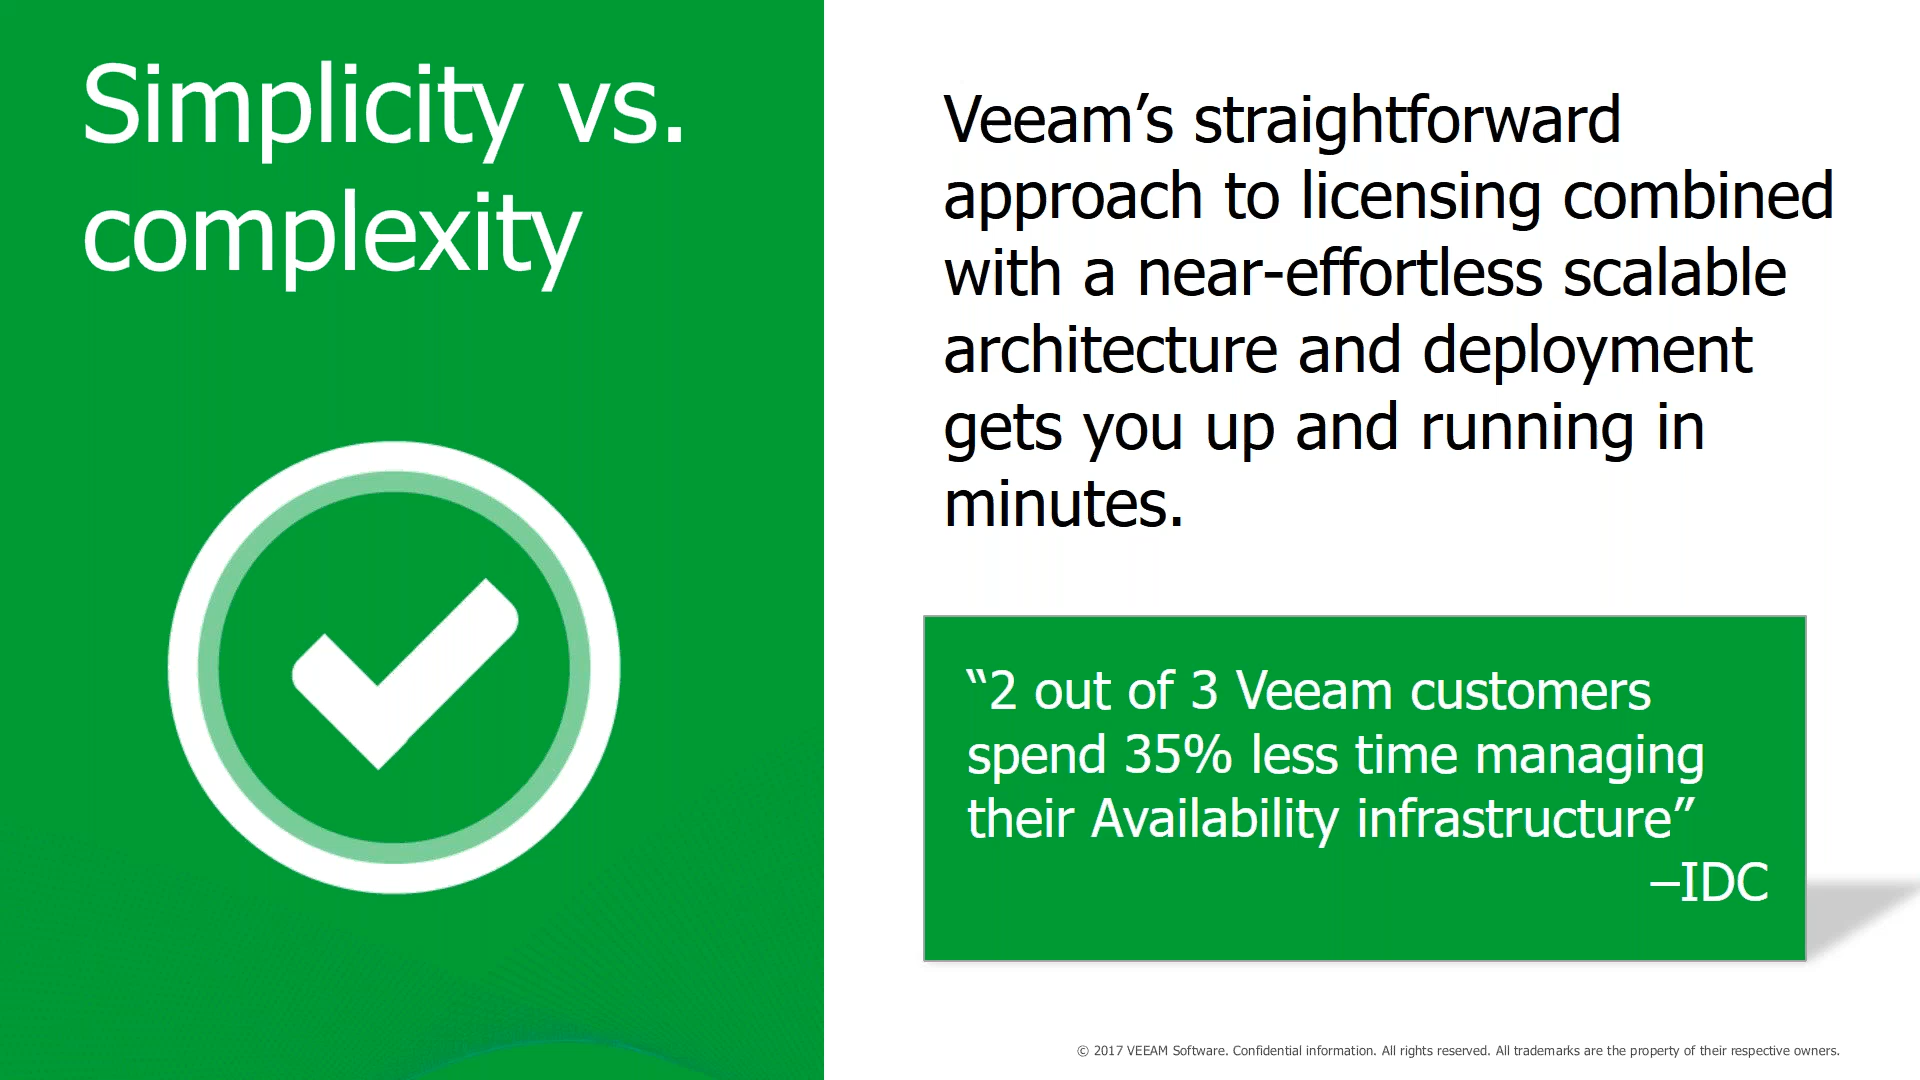 Simplicity vs.
complexity
Veeam’s straightforward
approach to licensing combined
with a near-effortless scalable
architecture and deployment
gets you up and running in
minutes.
“2 out of 3 Veeam customers
spend 35% less time managing
their Availability infrastructure”
–IDC
© 2017 VEEAM Software. Confidential information. All rights reserved. All trademarks are the property of their respective owners.